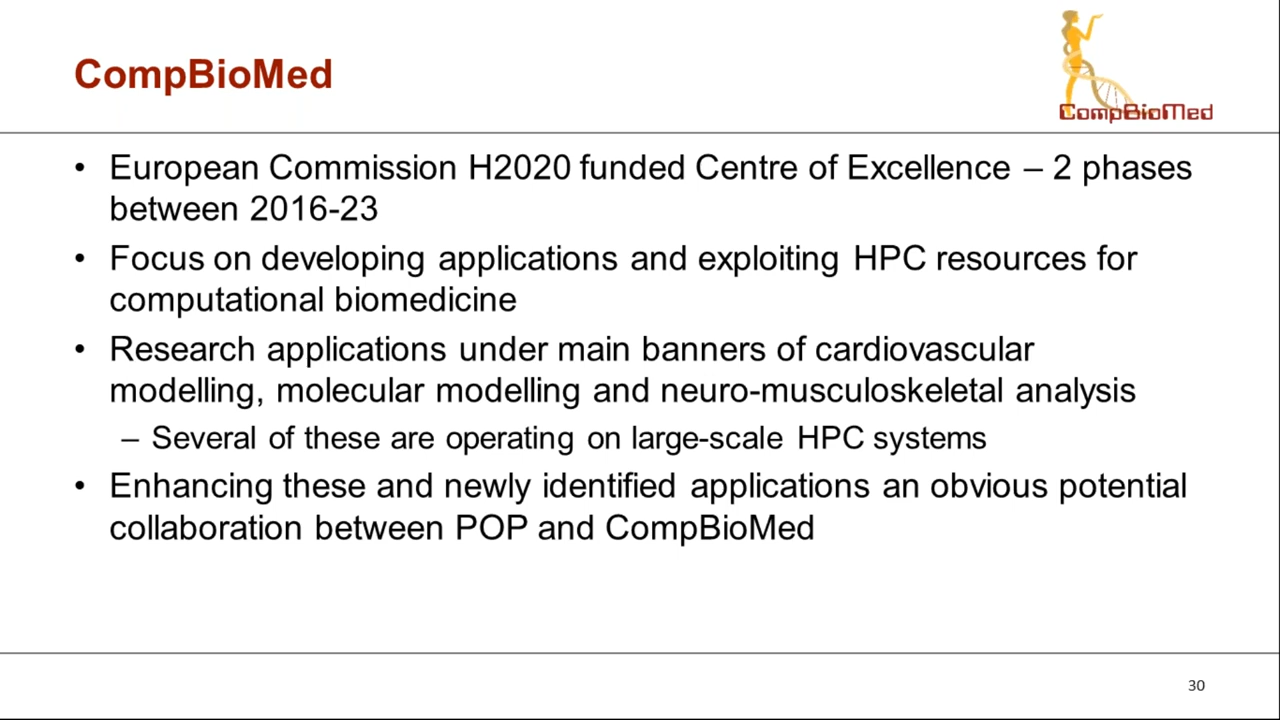 CompBioMed
CompBioMed
• European Commission H2020 funded Centre of Excellence – 2 phases
between 2016-23
• Focus on developing applications and exploiting HPC resources for
computational biomedicine
• Research applications under main banners of cardiovascular
modelling, molecular modelling and neuro-musculoskeletal analysis
– Several of these are operating on large-scale HPC systems
• Enhancing these and newly identified applications an obvious potential
collaboration between POP and CompBioMed
30